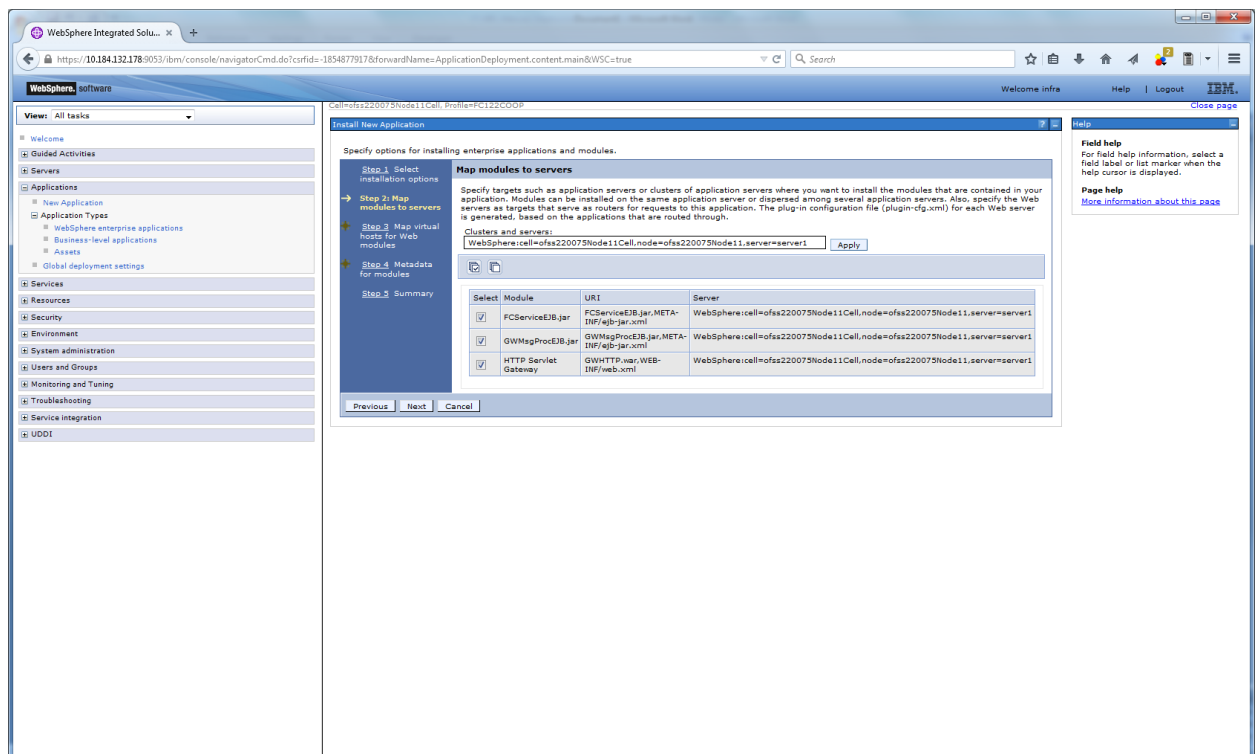 WebSphere Integrated Solu... × +
https://10.184.132.178:9053/ibm/console/navigatorCmd.do?csrfid=-1854877917&forwardName=ApplicationDeployment.content.main&WSC=true
Search
2
WebSphere. software
Welcome infra
Help | Logout
IBM.
View: All tasks
Welcome
Guided Activities
Servers
Applications
New Application
Application Types
WebSphere enterprise applications
Business-level applications
Assets
Global deployment settings
Services
Resources
Security
Environment
System administration
Users and Groups
Monitoring and Tuning
Troubleshooting
Service integration
UDDI
Cell=ofss220075Node11Cell, Profile=FC122COOP
Close page
Install New Application
? -
Specify options for installing enterprise applications and modules.
Step 1 Select
installation options
Step 2: Map
modules to servers
Step 3 Map virtual
hosts for Web
modules
Step 4 Metadata
for modules
Step 5 Summary
Map modules to servers
Specify targets such as application servers or clusters of application servers where you want to install the modules that are contained in your
application. Modules can be installed on the same application server or dispersed among several application servers. Also, specify the Web
servers as targets that serve as routers for requests to this application. The plug-in configuration file (plugin-cfg.xml) for each Web server
is generated, based on the applications that are routed through.
Clusters and servers:
WebSphere:cell=ofss220075Node11Cell,node=ofss220075Node11,server=server1
Apply
Select Module URI Server
FCServiceEJB.jar FCServiceEJB.jar,META- WebSphere:cell=ofss220075Node11Cell,node=ofss220075Node11,server=server1
INF/ejb-jar.xml
GWMsgProcEJB.jar GWMsgProcEJB.jar,META- WebSphere:cell=ofss220075Node11Cell,node=ofss220075Node11,server=server1
INF/ejb-jar.xml
HTTP Servlet GWHTTP.war,WEB- WebSphere:cell=ofss220075Node11Cell,node=ofss220075Node11,server=server1
Gateway INF/web.xml
Previous Next Cancel
Help
Field help
For field help information, select a
field label or list marker when the
help cursor is displayed.
Page help
More information about this page